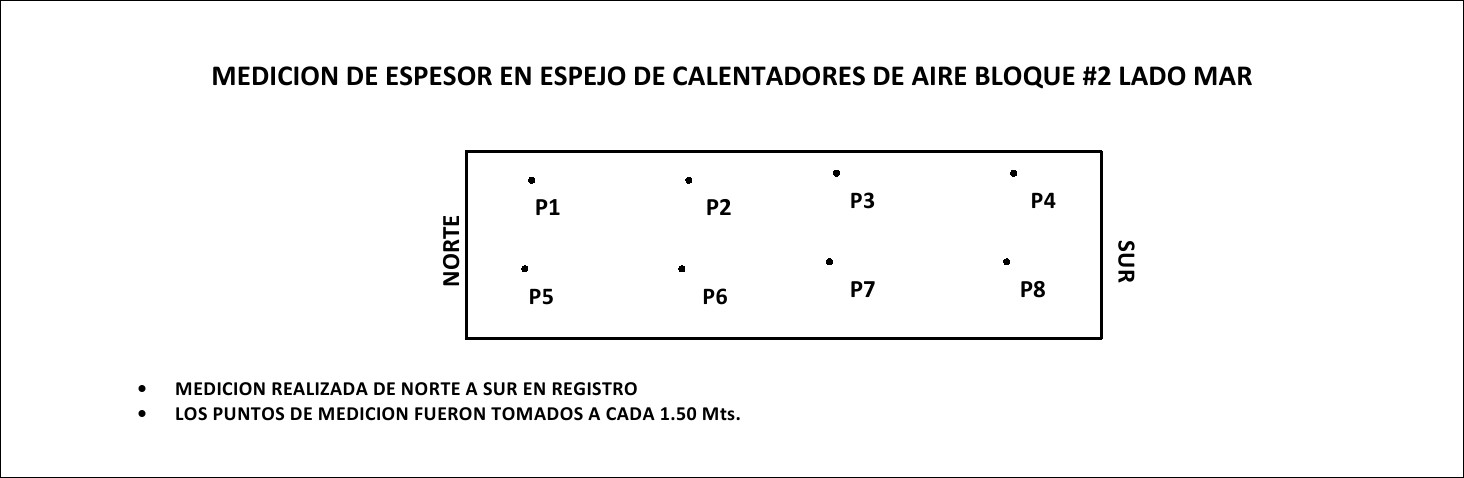 MEDICION DE ESPESOR EN ESPEJO DE CALENTADORES DE AIRE BLOQUE #2 LADO MAR
P1 P2 P3 P4
NORTE
SUR
P5 P6 P7 P8
• MEDICION REALIZADA DE NORTE A SUR EN REGISTRO
• LOS PUNTOS DE MEDICION FUERON TOMADOS A CADA 1.50 Mts.